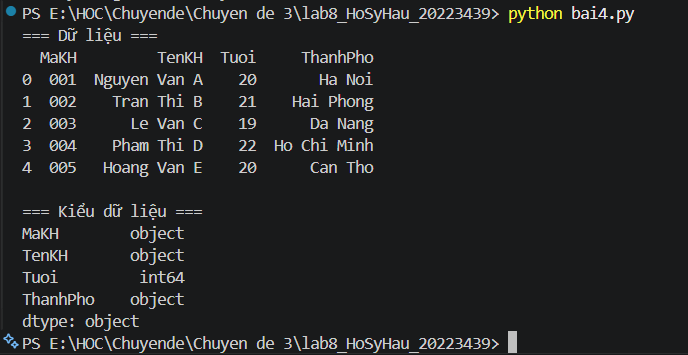 PS E:\HOC\Chuyende\Chuyen de 3\lab8_HoSyHau_20223439> python bai4.py
=== Dữ liệu ===
  MaKH         TenKH  Tuoi    ThanhPho
0  001  Nguyen Van A    20      Ha Noi
1  002    Tran Thi B    21   Hai Phong
2  003      Le Van C    19     Da Nang
3  004    Pham Thi D    22  Ho Chi Minh
4  005   Hoang Van E    20     Can Tho
=== Kiểu dữ liệu ===
MaKH         object
TenKH        object
Tuoi          int64
ThanhPho     object
dtype: object
PS E:\HOC\Chuyende\Chuyen de 3\lab8_HoSyHau_20223439>